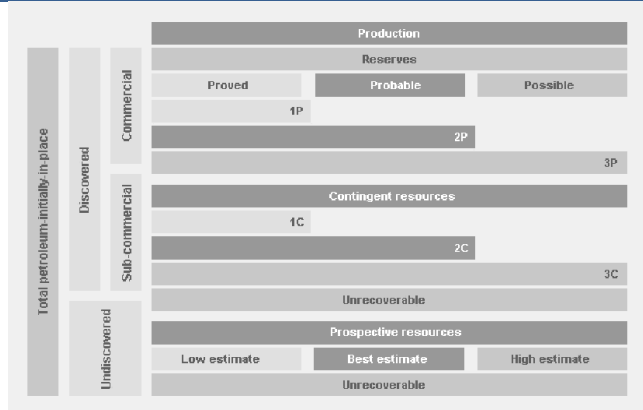 Production
Reserves
Proved Probable Possible
1P
2P
3P
Contingent resources
1C
2C
3C
Unrecoverable
Prospective resources
Low estimate Best estimate High estimate
Unrecoverable
Total petroleum-initially-in-place
Discovered
Undiscovered
Commercial
Sub-commercial